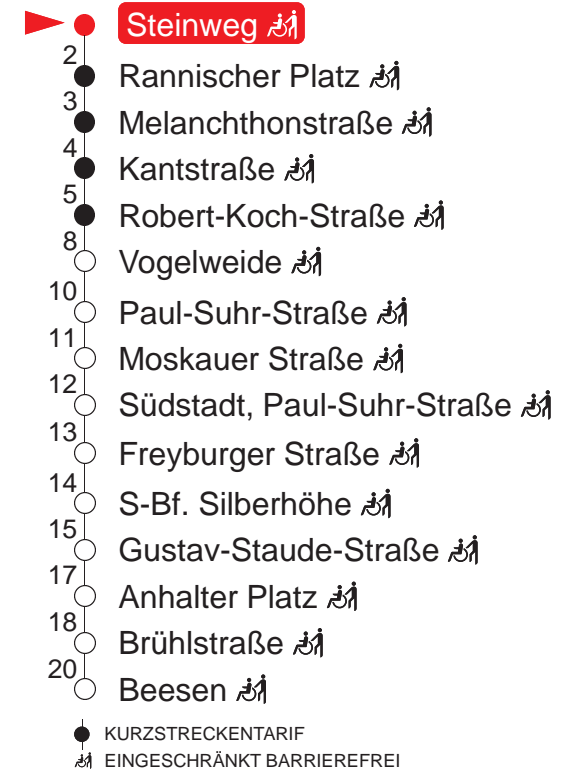 Steinweg
2
Rannischer Platz
3
Melanchthonstraße
4
Kantstraße
5
Robert-Koch-Straße
8
Vogelweide
10
Paul-Suhr-Straße
11
Moskauer Straße
12
Südstadt, Paul-Suhr-Straße
13
Freyburger Straße
14
S-Bf. Silberhöhe
15
Gustav-Staude-Straße
17
Anhalter Platz
18
Brühlstraße
20
Beesen
KURZSTRECKENTARIF
EINGESCHRÄNKT BARRIEREFREI